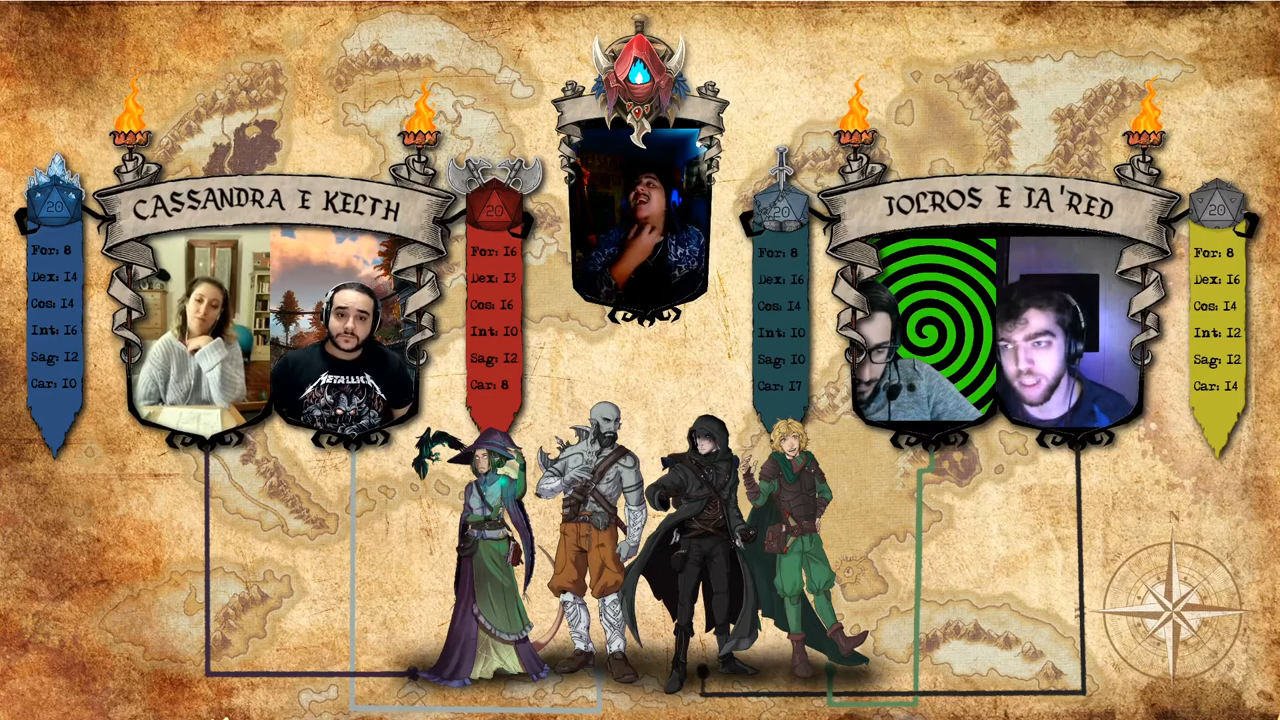 CASSANDRA E KELTH
JOLROS E JA'RED
20
For: 8
Dex: 14
Cos: 14
Int: 16
Sag: 12
Car: 10
20
For: 16
Dex: 13
Cos: 16
Int: 10
Sag: 12
Car: 8
20
For: 8
Dex: 16
Cos: 14
Int: 10
Sag: 10
Car: 17
20
For: 8
Dex: 16
Cos: 14
Int: 12
Sag: 12
Car: 14
METALLICA
N